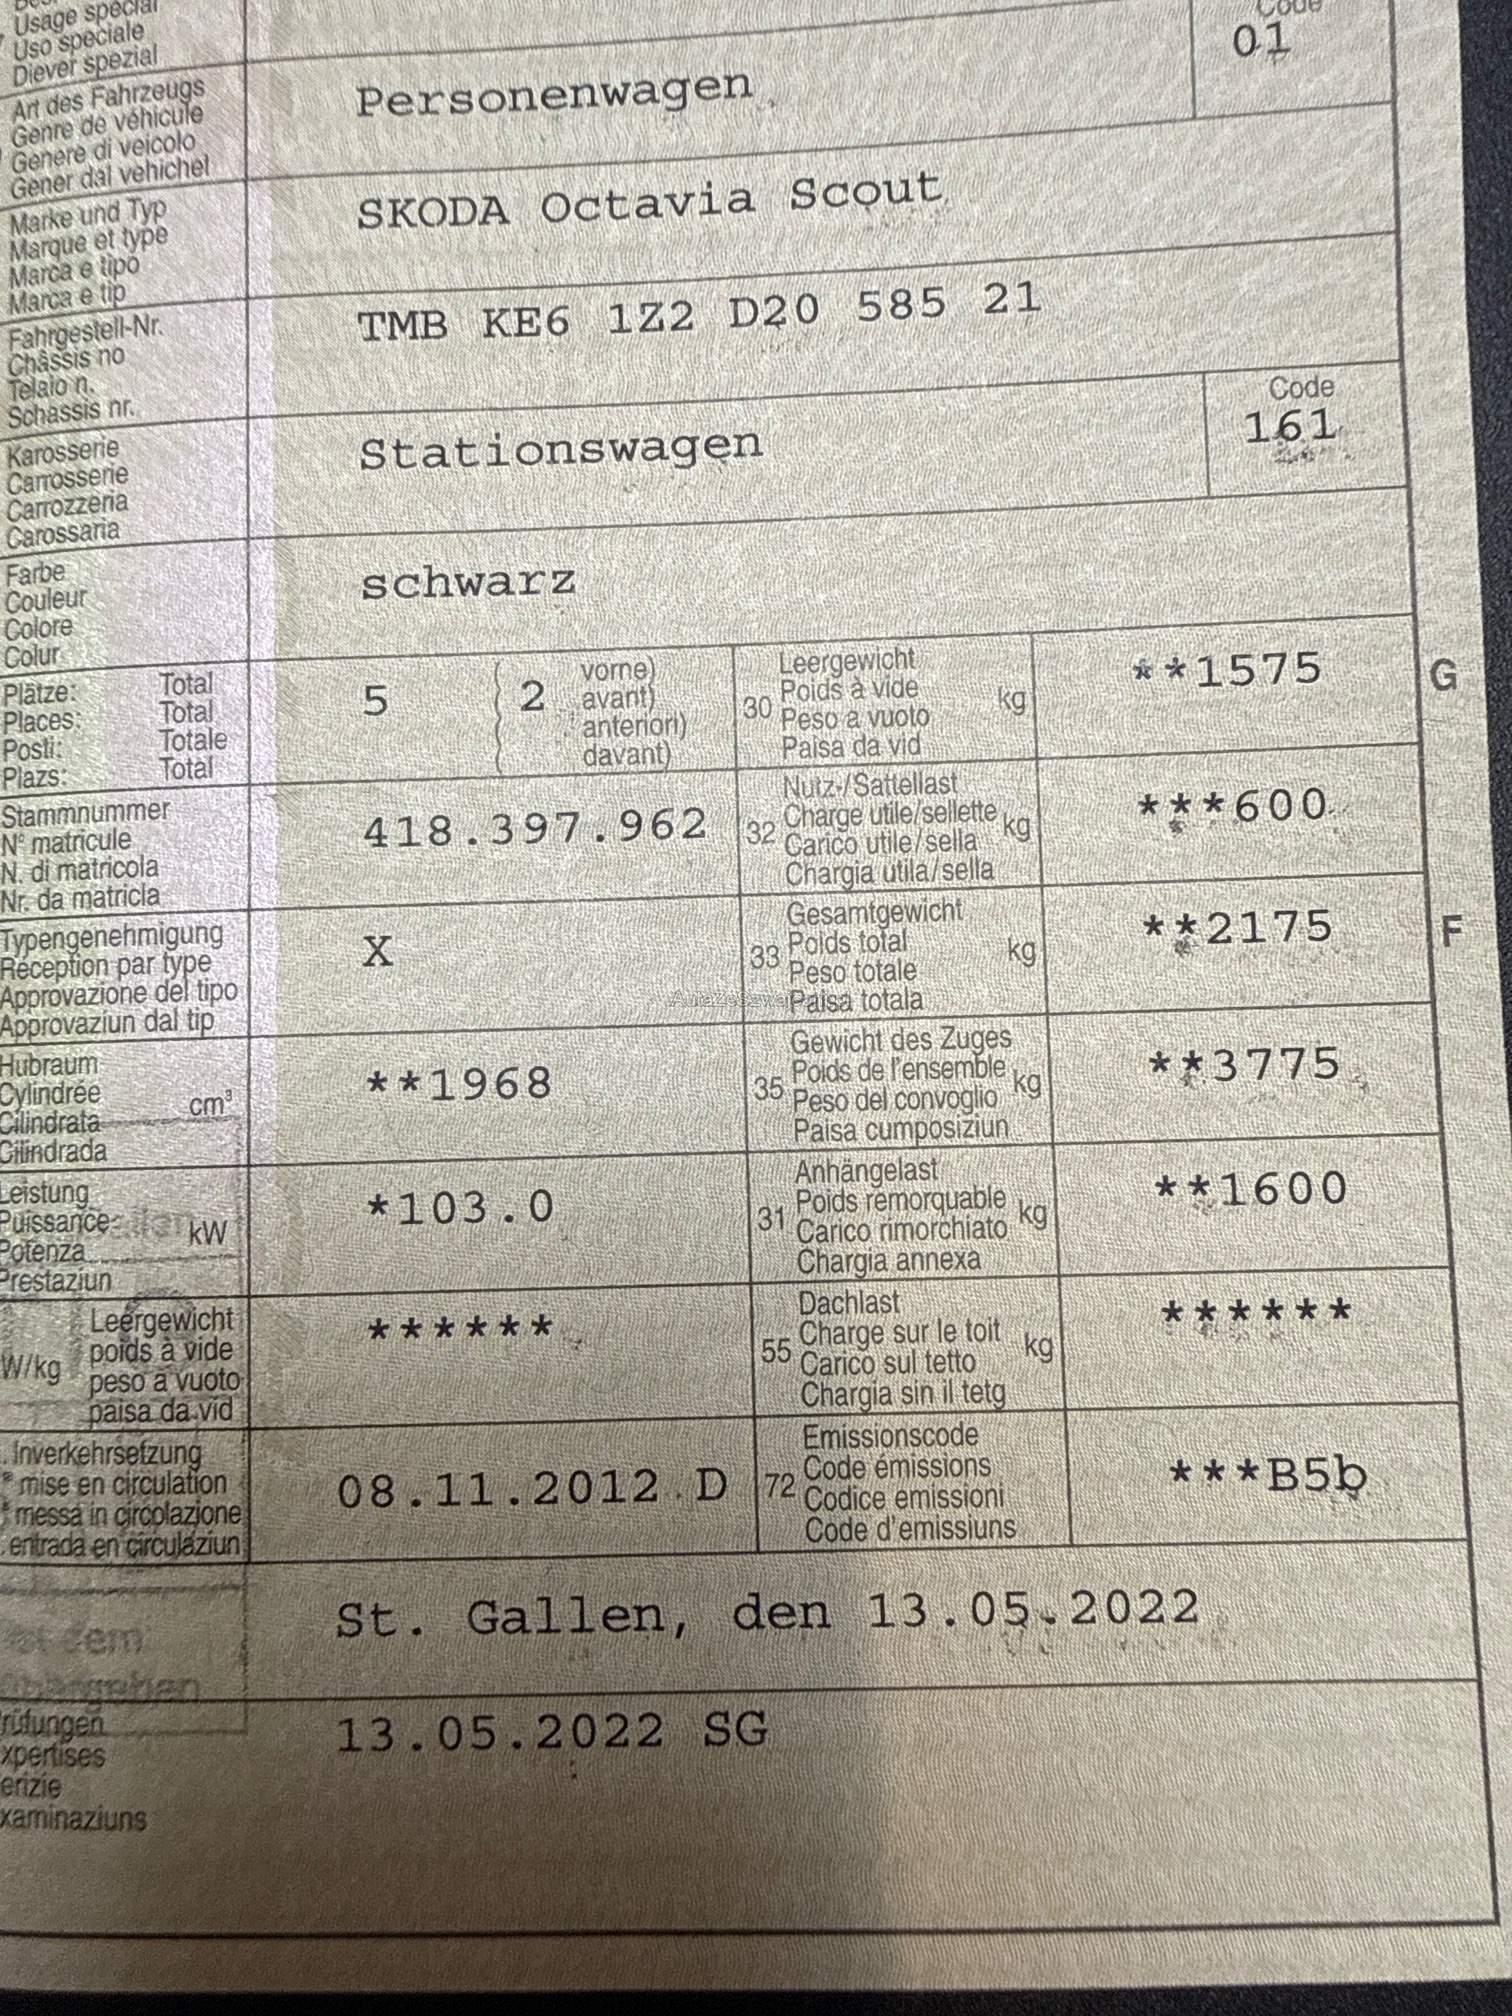 Usage special
Uso speciale
Diever spezial
Code
01
Art des Fahrzeugs
Genre de véhicule
Genere di veicolo
Gener dal vehichel
Personenwagen
Marke und Typ
Marque et type
Marca e tipo
Marca e tip
SKODA Octavia Scout
Fahrgestell-Nr.
Châssis no
Telaio n.
Schassis nr.
TMB KE6 1Z2 D20 585 21
Karosserie
Carrosserie
Carrozzeria
Carossaria
Stationswagen
Code
161
Farbe
Couleur
Colore
Colur
schwarz
Plätze: Total
Places: Total
Posti: Totale
Plazs: Total
5 ( 2 vorne)
avant)
anteriori)
davant)
30 Leergewicht
Poids à vide kg
Peso a vuoto
Paisa da vid
**1575
G
Stammnummer
N° matricule
N. di matricola
Nr. da matricla
418.397.962
32 Nutz-/Sattellast
Charge utile/sellette kg
Carico utile/sella
Chargia utila/sella
***600
Typengenehmigung
Réception par type
Approvazione del tipo
Approvaziun dal tip
X
33 Gesamtgewicht
Poids total kg
Peso totale
Paisa totala
**2175
F
Hubraum
Cylindrée
Cilindrata cm³
Cilindrada
**1968
35 Gewicht des Zuges
Poids de l'ensemble kg
Peso del convoglio
Paisa cumposiziun
**3775
Leistung
Puissance kW
Potenza
Prestaziun
*103.0
31 Anhängelast
Poids remorquable kg
Carico rimorchiato
Chargia annexa
**1600
W/kg Leergewicht
poids à vide
peso a vuoto
paisa da vid
******
55 Dachlast
Charge sur le toit kg
Carico sul tetto
Chargia sin il tetg
******
. Inverkehrsetzung
mise en circulation
messa in circolazione
entrada en circulaziun
08.11.2012 D
72 Emissionscode
Code émissions
Codice emissioni
Code d'emissiuns
***B5b
St. Gallen, den 13.05.2022
rüfungen
xpertises
erizie
xaminaziuns
13.05.2022 SG